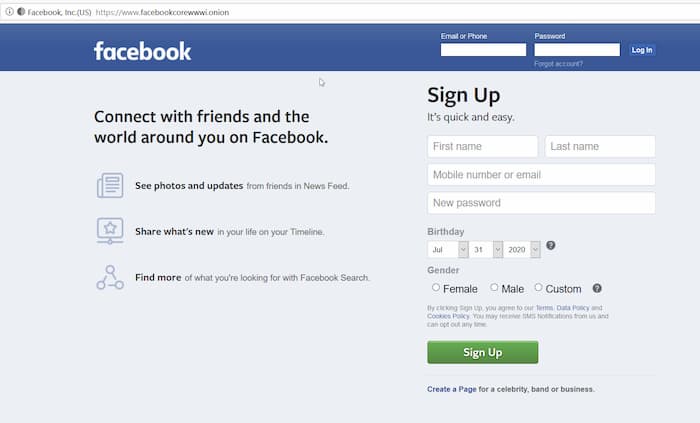 Facebook, Inc.(US) https://www.facebookcorewwwi.onion
facebook
Email or Phone
Password
Log In
Forgot account?
Connect with friends and the
world around you on Facebook.
See photos and updates from friends in News Feed.
Share what's new in your life on your Timeline.
Find more of what you're looking for with Facebook Search.
Sign Up
It's quick and easy.
First name
Last name
Mobile number or email
New password
Birthday
Jul 31 2020 ?
Gender
Female Male Custom ?
By clicking Sign Up, you agree to our Terms, Data Policy and
Cookies Policy. You may receive SMS Notifications from us and
can opt out any time.
Sign Up
Create a Page for a celebrity, band or business.